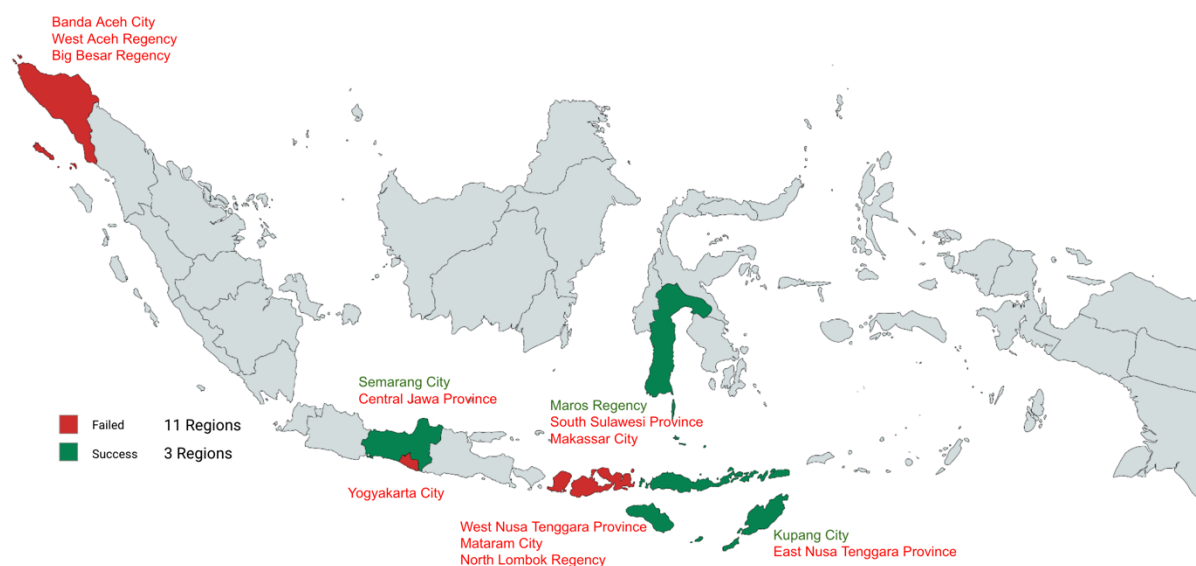 Banda Aceh City
West Aceh Regency
Big Besar Regency
Semarang City
Central Jawa Province
Maros Regency
South Sulawesi Province
Makassar City
Failed 11 Regions
Success 3 Regions
Yogyakarta City
West Nusa Tenggara Province
Mataram City
North Lombok Regency
Kupang City
East Nusa Tenggara Province